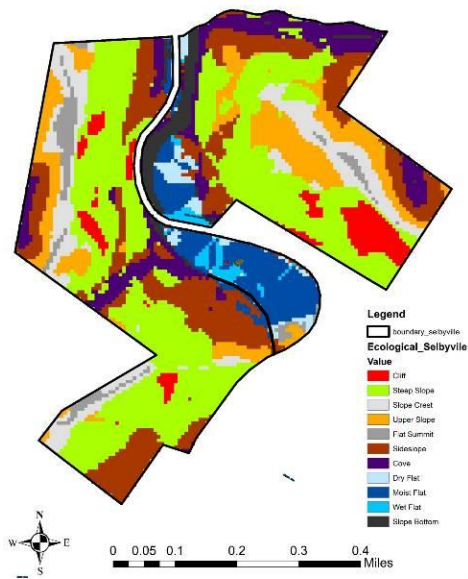 Legend
boundary_selbyville
Ecological_Selbyvile
Value
Cliff
Steep Slope
Slope Crest
Upper Slope
Flat Summit
Sideslope
Cove
Dry Flat
Moist Flat
Wet Flat
Slope Bottom
N
W E
S
0 0.05 0.1 0.2 0.3 0.4
Miles